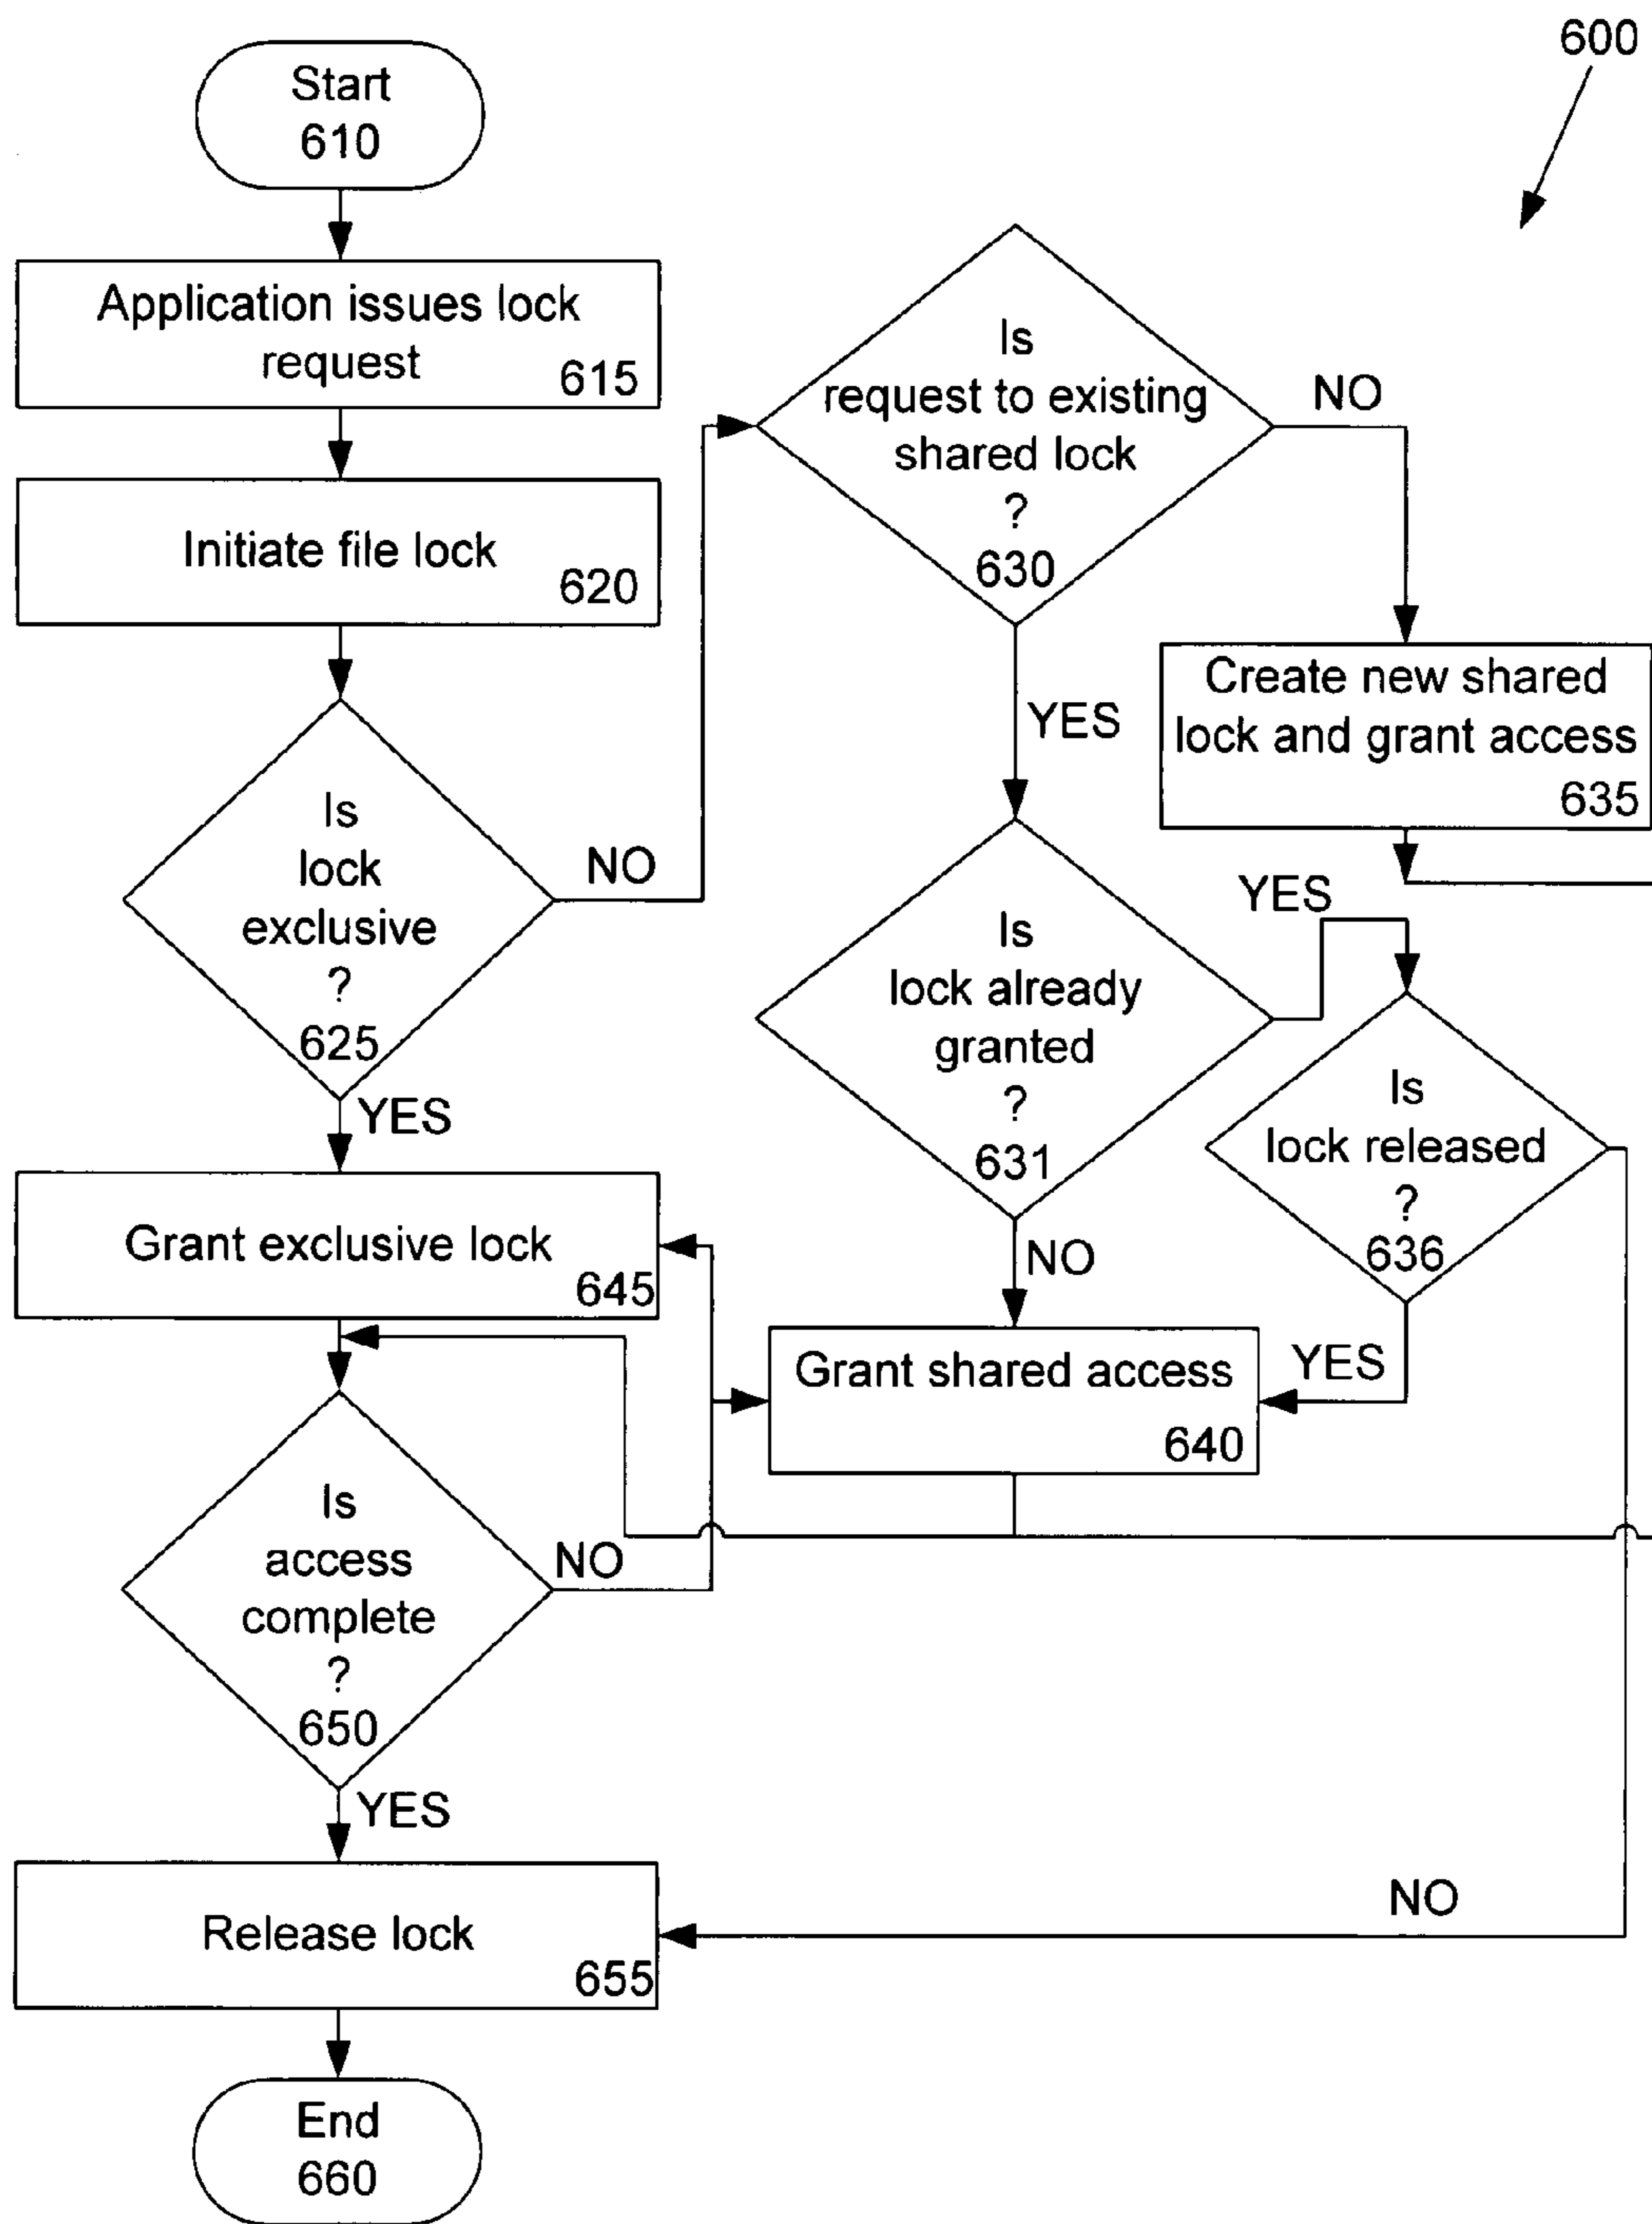 600
Start
610
Application issues lock
request
615
Initiate file lock
620
Is
lock
exclusive
?
625
NO
YES
Is
request to existing
shared lock
?
630
NO
YES
Create new shared
lock and grant access
635
Is
lock already
granted
?
631
YES
NO
Is
lock released
?
636
YES
NO
Grant shared access
640
Grant exclusive lock
645
Is
access
complete
?
650
NO
YES
Release lock
655
End
660